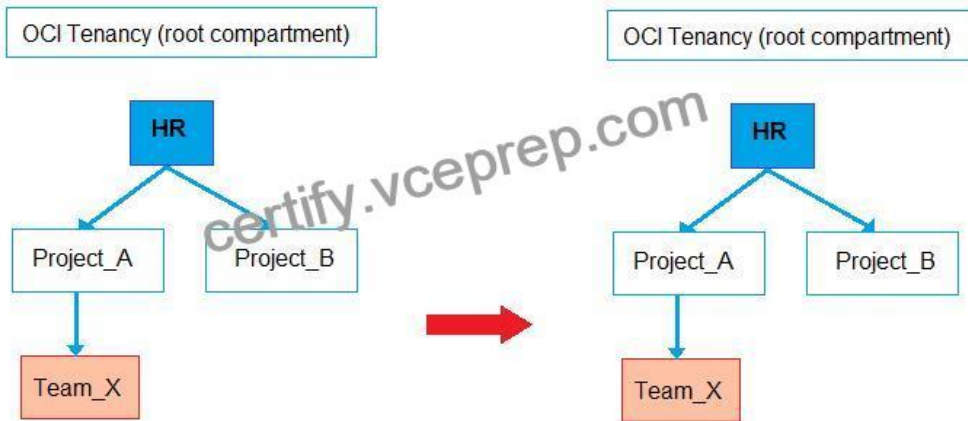 OCI Tenancy (root compartment)
HR
Project_A
Project_B
Team_X
OCI Tenancy (root compartment)
HR
Project_A
Project_B
Team_X
certify.vceprep.com